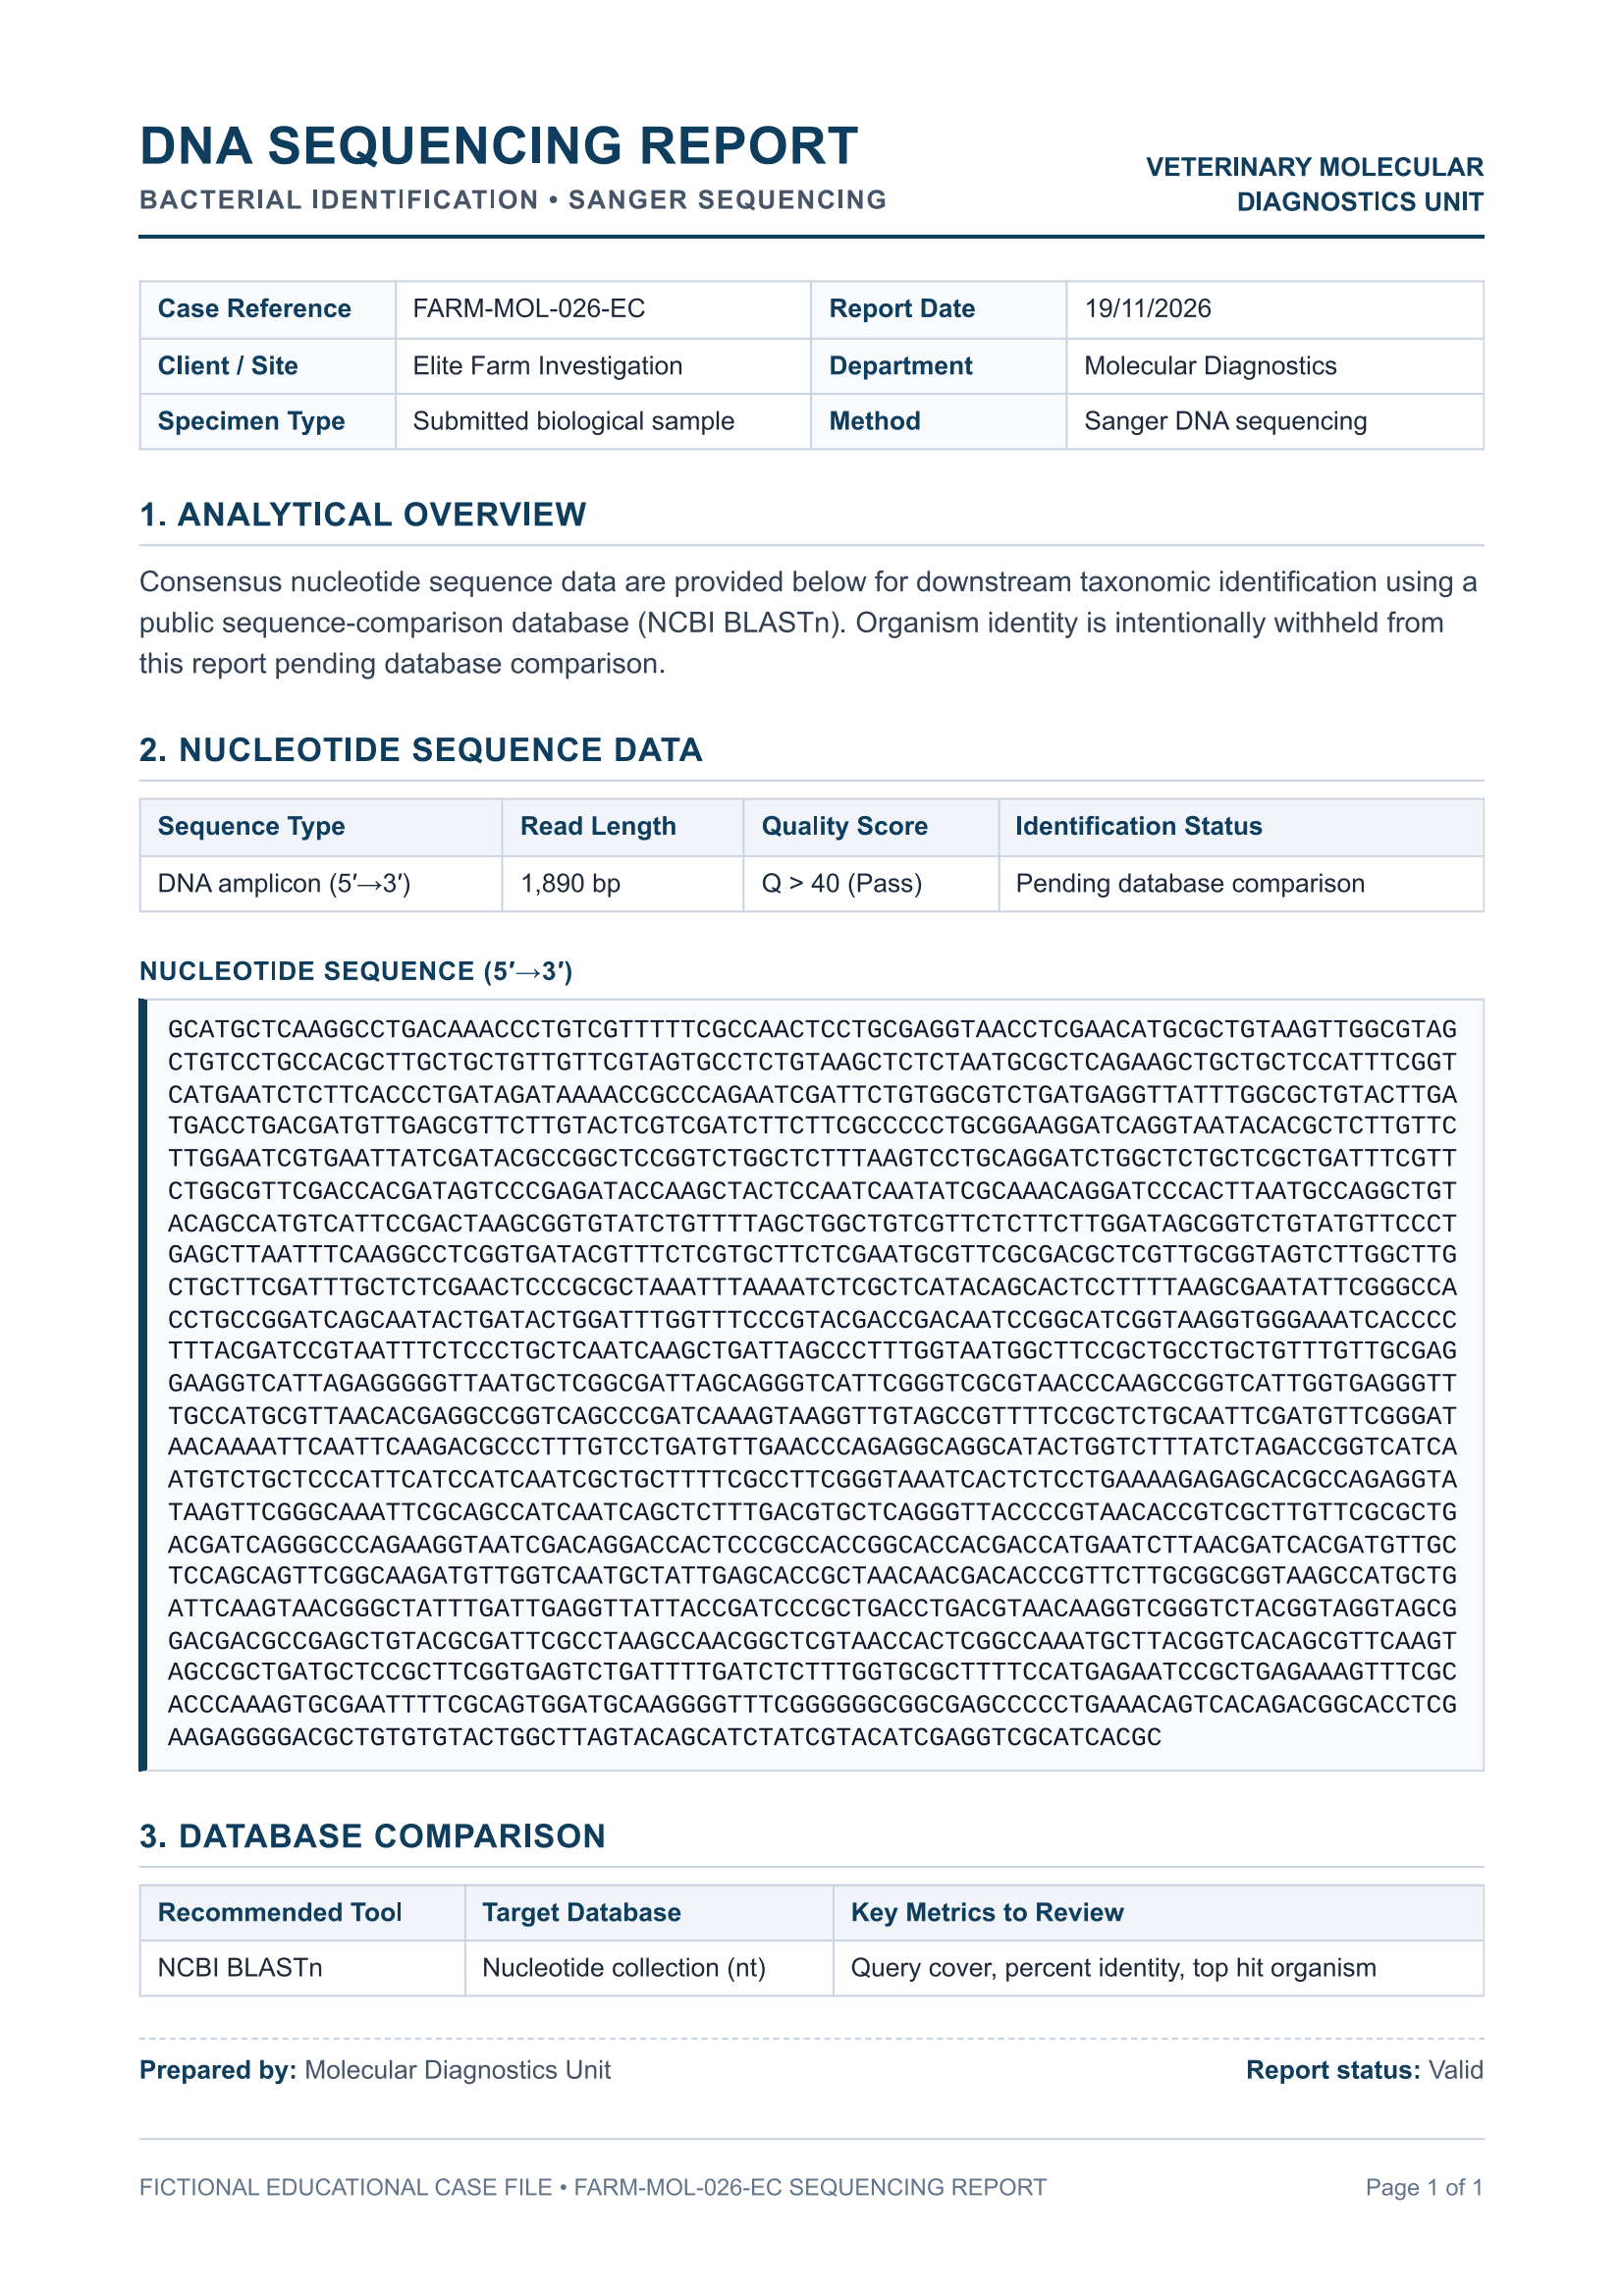 DNA SEQUENCING REPORT
BACTERIAL IDENTIFICATION • SANGER SEQUENCING
VETERINARY MOLECULAR
DIAGNOSTICS UNIT
Case Reference FARM-MOL-026-EC Report Date 19/11/2026
Client / Site Elite Farm Investigation Department Molecular Diagnostics
Specimen Type Submitted biological sample Method Sanger DNA sequencing
1. ANALYTICAL OVERVIEW
Consensus nucleotide sequence data are provided below for downstream taxonomic identification using a
public sequence-comparison database (NCBI BLASTn). Organism identity is intentionally withheld from
this report pending database comparison.
2. NUCLEOTIDE SEQUENCE DATA
Sequence Type Read Length Quality Score Identification Status
DNA amplicon (5′→3′) 1,890 bp Q > 40 (Pass) Pending database comparison
NUCLEOTIDE SEQUENCE (5′→3′)
GCATGCTCAAGGCCTGACAAACCCTGTCGTTTTTCGCCAACTCCTGCGAGGTAACCTCGAACATGCGCTGTAAGTTGGCGTAG
CTGTCCTGCCACGCTTGCTGCTGTTGTTCGTAGTGCCTCTGTAAGCTCTCTAATGCGCTCAGAAGCTGCTGCTCCATTTCGGT
CATGAATCTCTTCACCCTGATAGATAAAACCGCCCAGAATCGATTCTGTGGCGTCTGATGAGGTTATTTGGCGCTGTACTTGA
TGACCTGACGATGTTGAGCGTTCTTGTACTCGTCGATCTTCTTCGCCCCCTGCGGAAGGATCAGGTAATACACGCTCTTGTTC
TTGGAATCGTGAATTATCGATACGCCGGCTCCGGTCTGGCTCTTTAAGTCCTGCAGGATCTGGCTCTGCTCGCTGATTTCGTT
CTGGCGTTCGACCACGATAGTCCCGAGATACCAAGCTACTCCAATCAATATCGCAAACAGGATCCCACTTAATGCCAGGCTGT
ACAGCCATGTCATTCCGACTAAGCGGTGTATCTGTTTTAGCTGGCTGTCGTTCTCTTCTTGGATAGCGGTCTGTATGTTCCCT
GAGCTTAATTTCAAGGCCTCGGTGATACGTTTCTCGTGCTTCTCGAATGCGTTCGCGACGCTCGTTGCGGTAGTCTTGGCTTG
CTGCTTCGATTTGCTCTCGAACTCCCGCGCTAAATTTAAAATCTCGCTCATACAGCACTCCTTTTAAGCGAATATTCGGGCCA
CCTGCCGGATCAGCAATACTGATACTGGATTTGGTTTCCCGTACGACCGACAATCCGGCATCGGTAAGGTGGGAAATCACCCC
TTTACGATCCGTAATTTCTCCCTGCTCAATCAAGCTGATTAGCCCTTTGGTAATGGCTTCCGCTGCCTGCTGTTTGTTGCGAG
GAAGGTCATTAGAGGGGGTTAATGCTCGGCGATTAGCAGGGTCATTCGGGTCGCGTAACCCAAGCCGGTCATTGGTGAGGGTT
TGCCATGCGTTAACACGAGGCCGGTCAGCCCGATCAAAGTAAGGTTGTAGCCGTTTTCCGCTCTGCAATTCGATGTTCGGGAT
AACAAAATTCAATTCAAGACGCCCTTTGTCCTGATGTTGAACCCAGAGGCAGGCATACTGGTCTTTATCTAGACCGGTCATCA
ATGTCTGCTCCCATTCATCCATCAATCGCTGCTTTTCGCCTTCGGGTAAATCACTCTCCTGAAAAGAGAGCACGCCAGAGGTA
TAAGTTCGGGCAAATTCGCAGCCATCAATCAGCTCTTTGACGTGCTCAGGGTTACCCCGTAACACCGTCGCTTGTTCGCGCTG
ACGATCAGGGCCCAGAAGGTAATCGACAGGACCACTCCCGCCACCGGCACCACGACCATGAATCTTAACGATCACGATGTTGC
TCCAGCAGTTCGGCAAGATGTTGGTCAATGCTATTGAGCACCGCTAACAACGACACCCGTTCTTGCGGCGGTAAGCCATGCTG
ATTCAAGTAACGGGCTATTTGATTGAGGTTATTACCGATCCCGCTGACCTGACGTAACAAGGTCGGGTCTACGGTAGGTAGCG
GACGACGCCGAGCTGTACGCGATTCGCCTAAGCCAACGGCTCGTAACCACTCGGCCAAATGCTTACGGTCACAGCGTTCAAGT
AGCCGCTGATGCTCCGCTTCGGTGAGTCTGATTTTGATCTCTTTGGTGCGCTTTTCCATGAGAATCCGCTGAGAAAGTTTCGC
ACCCAAAGTGCGAATTTTCGCAGTGGATGCAAGGGGTTTCGGGGGGCGGCGAGCCCCCTGAAACAGTCACAGACGGCACCTCG
AAGAGGGGACGCTGTGTGTACTGGCTTAGTACAGCATCTATCGTACATCGAGGTCGCATCACGC
3. DATABASE COMPARISON
Recommended Tool Target Database Key Metrics to Review
NCBI BLASTn Nucleotide collection (nt) Query cover, percent identity, top hit organism
Prepared by: Molecular Diagnostics Unit Report status: Valid
FICTIONAL EDUCATIONAL CASE FILE • FARM-MOL-026-EC SEQUENCING REPORT Page 1 of 1